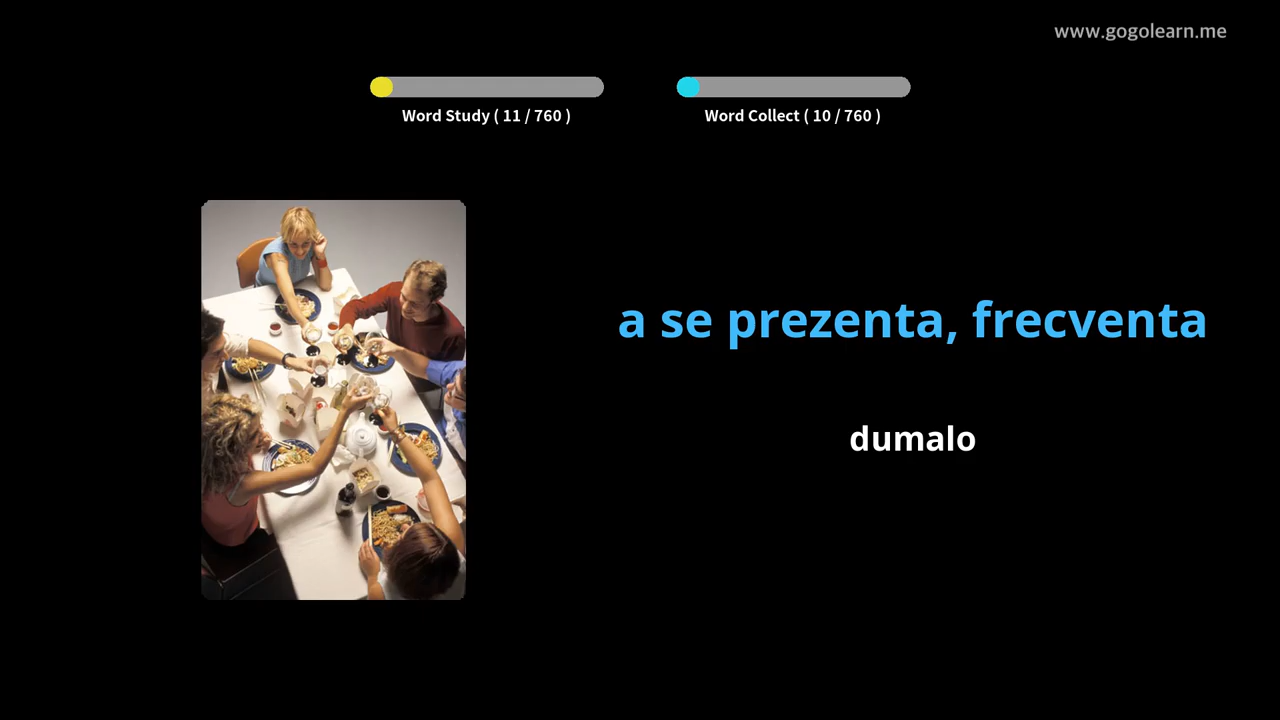 www.gogolearn.me
Word Study ( 11 / 760 )
Word Collect ( 10 / 760 )
a se prezenta, frecventa
dumalo